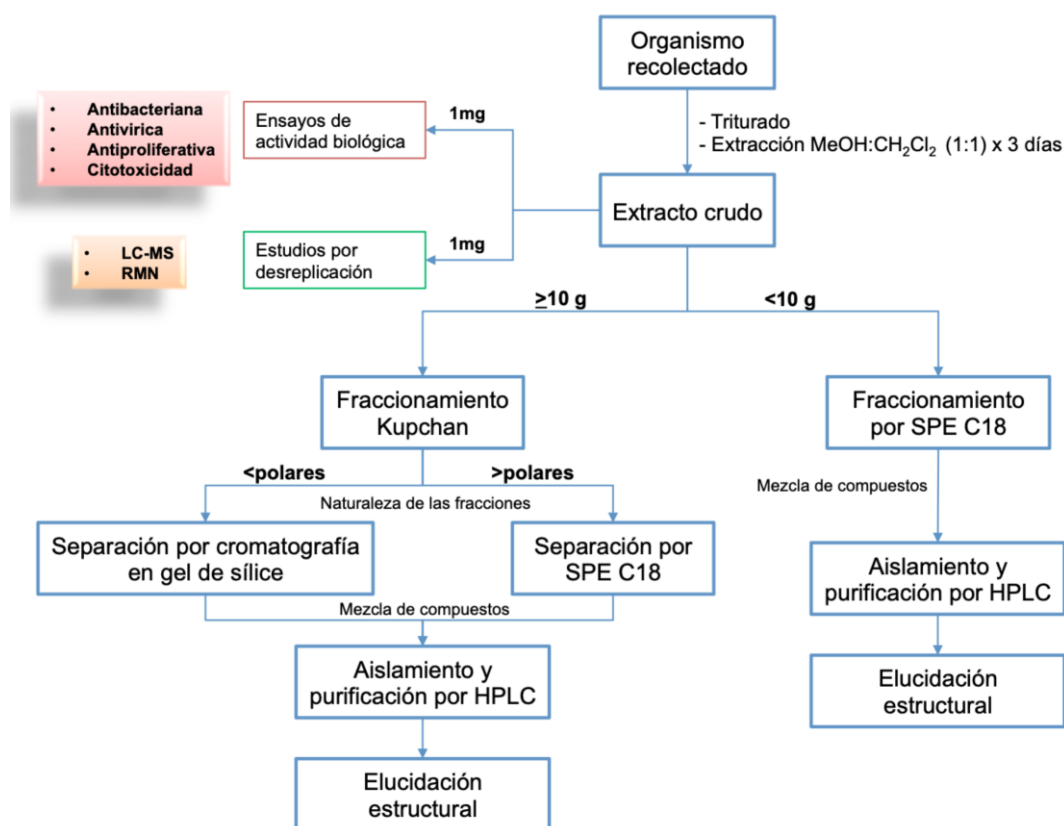 Organismo
recolectado
- Triturado
- Extracción MeOH:CH₂Cl₂ (1:1) x 3 días
Extracto crudo
1mg
Ensayos de
actividad biológica
• Antibacteriana
• Antivirica
• Antiproliferativa
• Citotoxicidad
1mg
Estudios por
desreplicación
• LC-MS
• RMN
≥10 g
<10 g
Fraccionamiento
Kupchan
<polares
>polares
Naturaleza de las fracciones
Separación por cromatografía
en gel de sílice
Separación por
SPE C18
Mezcla de compuestos
Aislamiento y
purificación por HPLC
Elucidación
estructural
Fraccionamiento
por SPE C18
Mezcla de compuestos
Aislamiento y
purificación por HPLC
Elucidación
estructural